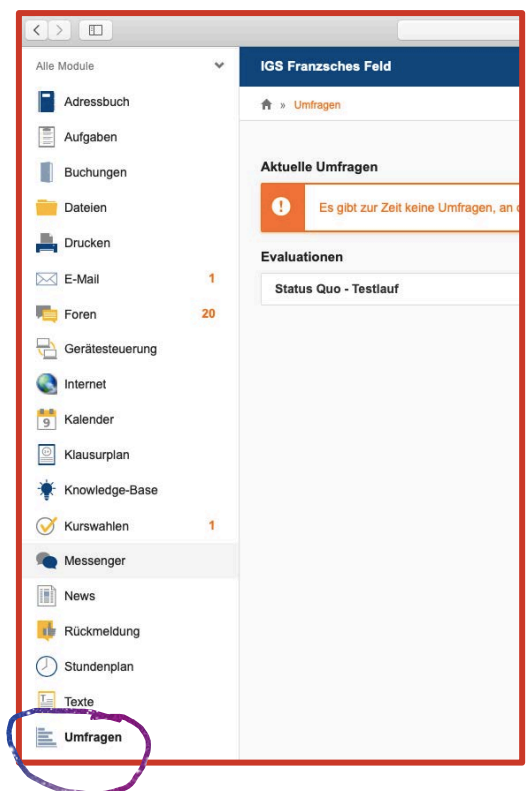 Alle Module
Adressbuch
Aufgaben
Buchungen
Dateien
Drucken
E-Mail 1
Foren 20
Gerätesteuerung
Internet
9 Kalender
Klausurplan
Knowledge-Base
Kurswahlen 1
Messenger
News
Rückmeldung
Stundenplan
Texte
Umfragen
IGS Franzsches Feld
» Umfragen
Aktuelle Umfragen
! Es gibt zur Zeit keine Umfragen, an
Evaluationen
Status Quo - Testlauf